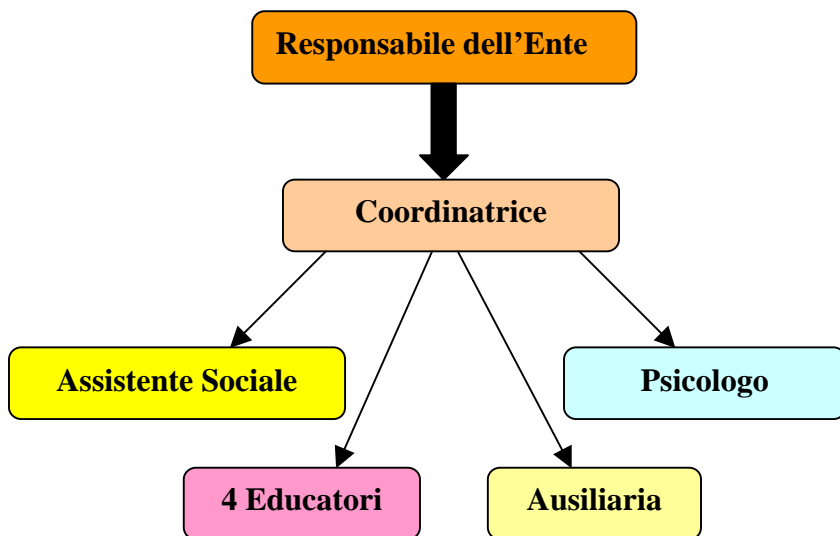 Responsabile dell’Ente
Coordinatrice
Assistente Sociale
Psicologo
4 Educatori
Ausiliaria